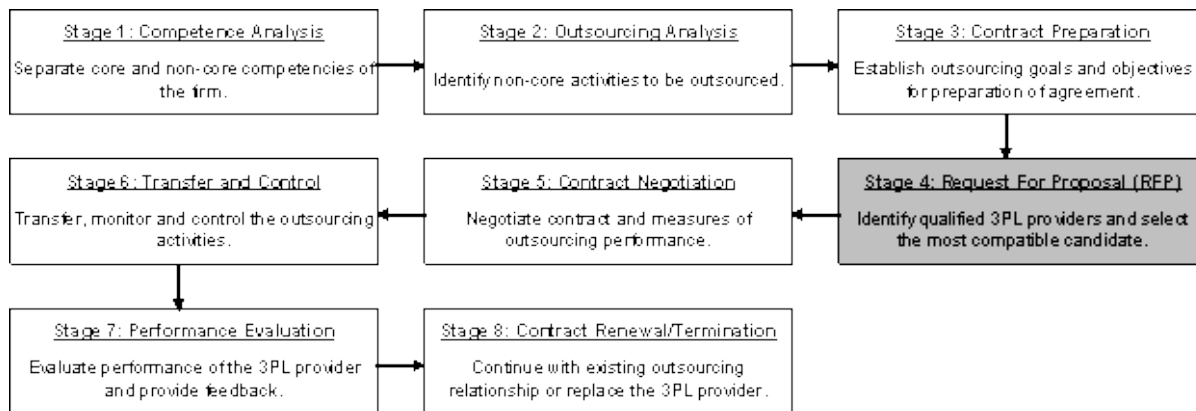 Stage 1: Competence Analysis
Separate core and non-core competencies of
the firm.
Stage 2: Outsourcing Analysis
Identify non-core activities to be outsourced.
Stage 3: Contract Preparation
Establish outsourcing goals and objectives
for preparation of agreement.
Stage 4: Request For Proposal (RFP)
Identify qualified 3PL providers and select
the most compatible candidate.
Stage 5: Contract Negotiation
Negotiate contract and measures of
outsourcing performance.
Stage 6: Transfer and Control
Transfer, monitor and control the outsourcing
activities.
Stage 7: Performance Evaluation
Evaluate performance of the 3PL provider
and provide feedback.
Stage 8: Contract Renewal/Termination
Continue with existing outsourcing
relationship or replace the 3PL provider.